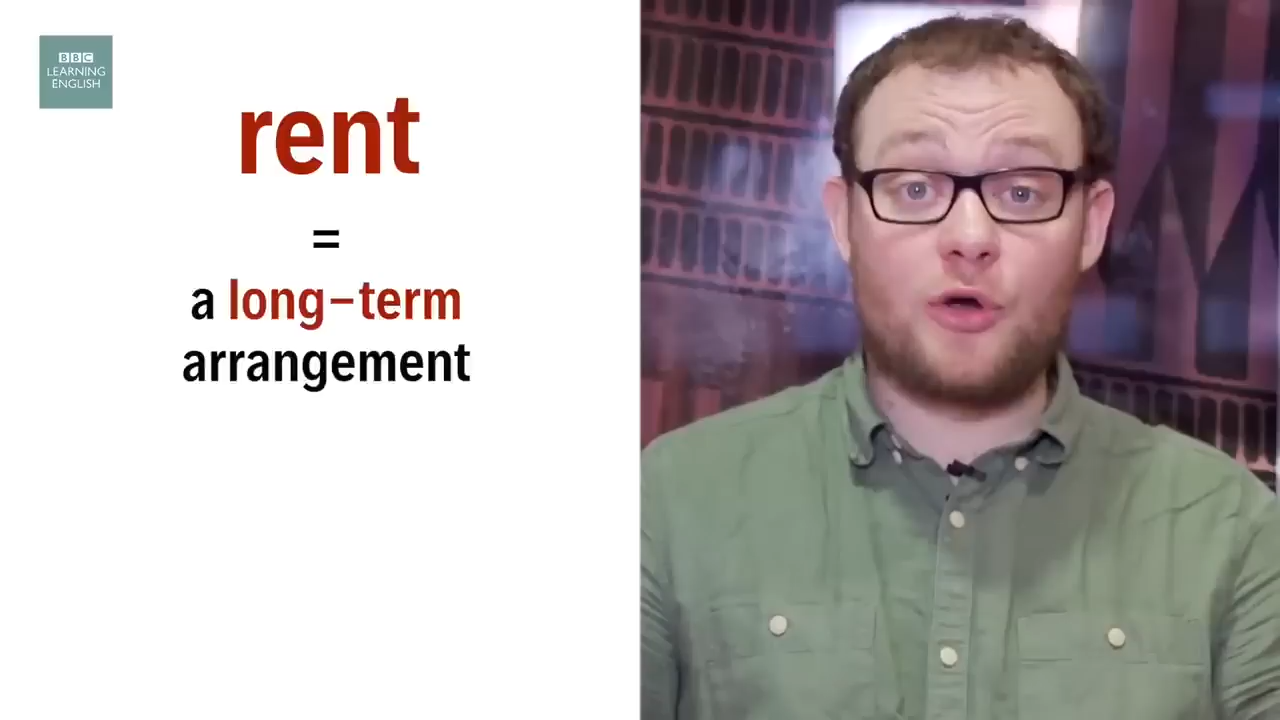 BBC
LEARNING
ENGLISH
rent
=
a long-term
arrangement